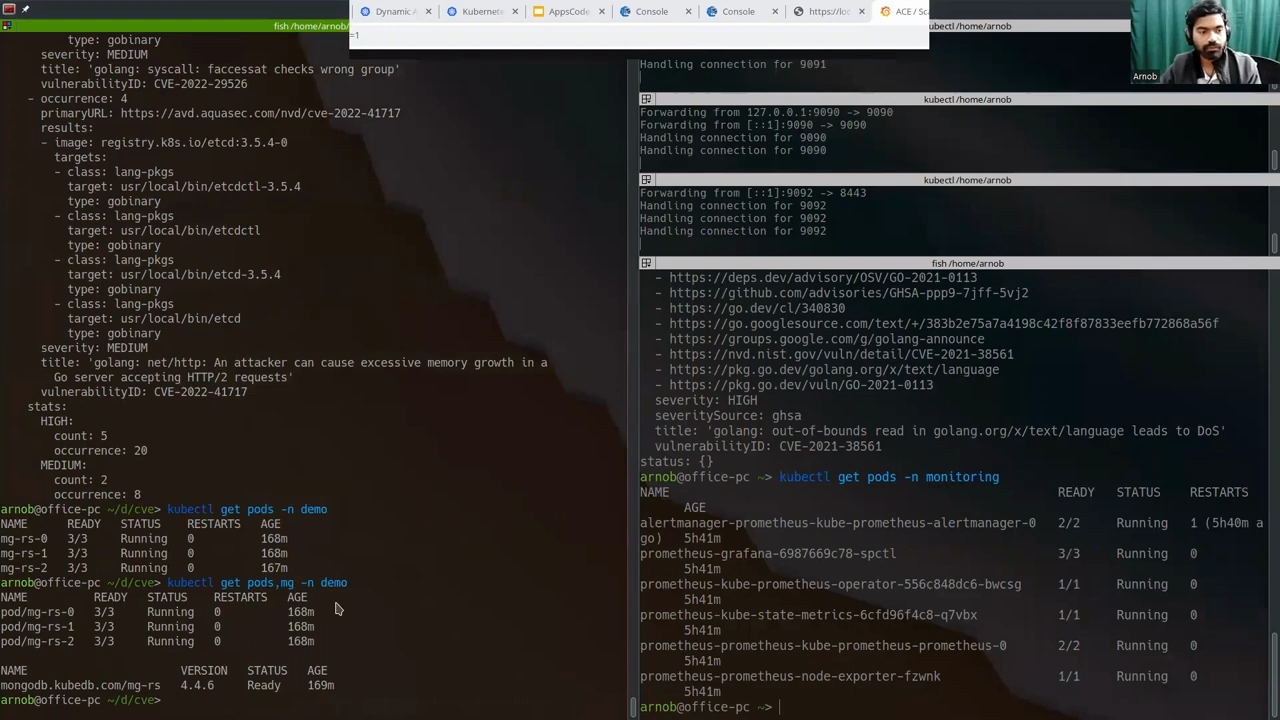 Dynamic A
Kubernete
AppsCode
Console
Console
https://loc
ACE / Sca
=1
fish /home/arnob/
type: gobinary
severity: MEDIUM
title: 'golang: syscall: faccessat checks wrong group'
vulnerabilityID: CVE-2022-29526
- occurrence: 4
primaryURL: https://avd.aquasec.com/nvd/cve-2022-41717
results:
- image: registry.k8s.io/etcd:3.5.4-0
targets:
- class: lang-pkgs
target: usr/local/bin/etcdctl-3.5.4
type: gobinary
- class: lang-pkgs
target: usr/local/bin/etcdctl
type: gobinary
- class: lang-pkgs
target: usr/local/bin/etcd-3.5.4
type: gobinary
- class: lang-pkgs
target: usr/local/bin/etcd
type: gobinary
severity: MEDIUM
title: 'golang: net/http: An attacker can cause excessive memory growth in a
Go server accepting HTTP/2 requests'
vulnerabilityID: CVE-2022-41717
stats:
HIGH:
count: 5
occurrence: 20
MEDIUM:
count: 2
occurrence: 8
arnob@office-pc ~/d/cve> kubectl get pods -n demo
NAME READY STATUS RESTARTS AGE
mg-rs-0 3/3 Running 0 168m
mg-rs-1 3/3 Running 0 168m
mg-rs-2 3/3 Running 0 167m
arnob@office-pc ~/d/cve> kubectl get pods,mg -n demo
NAME READY STATUS RESTARTS AGE
pod/mg-rs-0 3/3 Running 0 168m
pod/mg-rs-1 3/3 Running 0 168m
pod/mg-rs-2 3/3 Running 0 168m
NAME VERSION STATUS AGE
mongodb.kubedb.com/mg-rs 4.4.6 Ready 169m
arnob@office-pc ~/d/cve>
Arnob
Handling connection for 9091
kubectl /home/arnob
Forwarding from 127.0.0.1:9090 -> 9090
Forwarding from [::1]:9090 -> 9090
Handling connection for 9090
Handling connection for 9090
kubectl /home/arnob
Forwarding from [::1]:9092 -> 8443
Handling connection for 9092
Handling connection for 9092
Handling connection for 9092
fish /home/arnob
- https://deps.dev/advisory/OSV/GO-2021-0113
- https://github.com/advisories/GHSA-ppp9-7jff-5vj2
- https://go.dev/cl/340830
- https://go.googlesource.com/text/+/383b2e75a7a4198c42f8f87833eefb772868a56f
- https://groups.google.com/g/golang-announce
- https://nvd.nist.gov/vuln/detail/CVE-2021-38561
- https://pkg.go.dev/golang.org/x/text/language
- https://pkg.go.dev/vuln/GO-2021-0113
severity: HIGH
severitySource: ghsa
title: 'golang: out-of-bounds read in golang.org/x/text/language leads to DoS'
vulnerabilityID: CVE-2021-38561
status: {}
arnob@office-pc ~> kubectl get pods -n monitoring
NAME READY STATUS RESTARTS
AGE
alertmanager-prometheus-kube-prometheus-alertmanager-0 2/2 Running 1 (5h40m a
go) 5h41m
prometheus-grafana-6987669c78-spctl 3/3 Running 0
5h41m
prometheus-kube-prometheus-operator-556c848dc6-bwcsg 1/1 Running 0
5h41m
prometheus-kube-state-metrics-6cfd96f4c8-q7vbx 1/1 Running 0
5h41m
prometheus-prometheus-kube-prometheus-prometheus-0 2/2 Running 0
5h41m
prometheus-prometheus-node-exporter-fzwnk 1/1 Running 0
5h41m
arnob@office-pc ~>